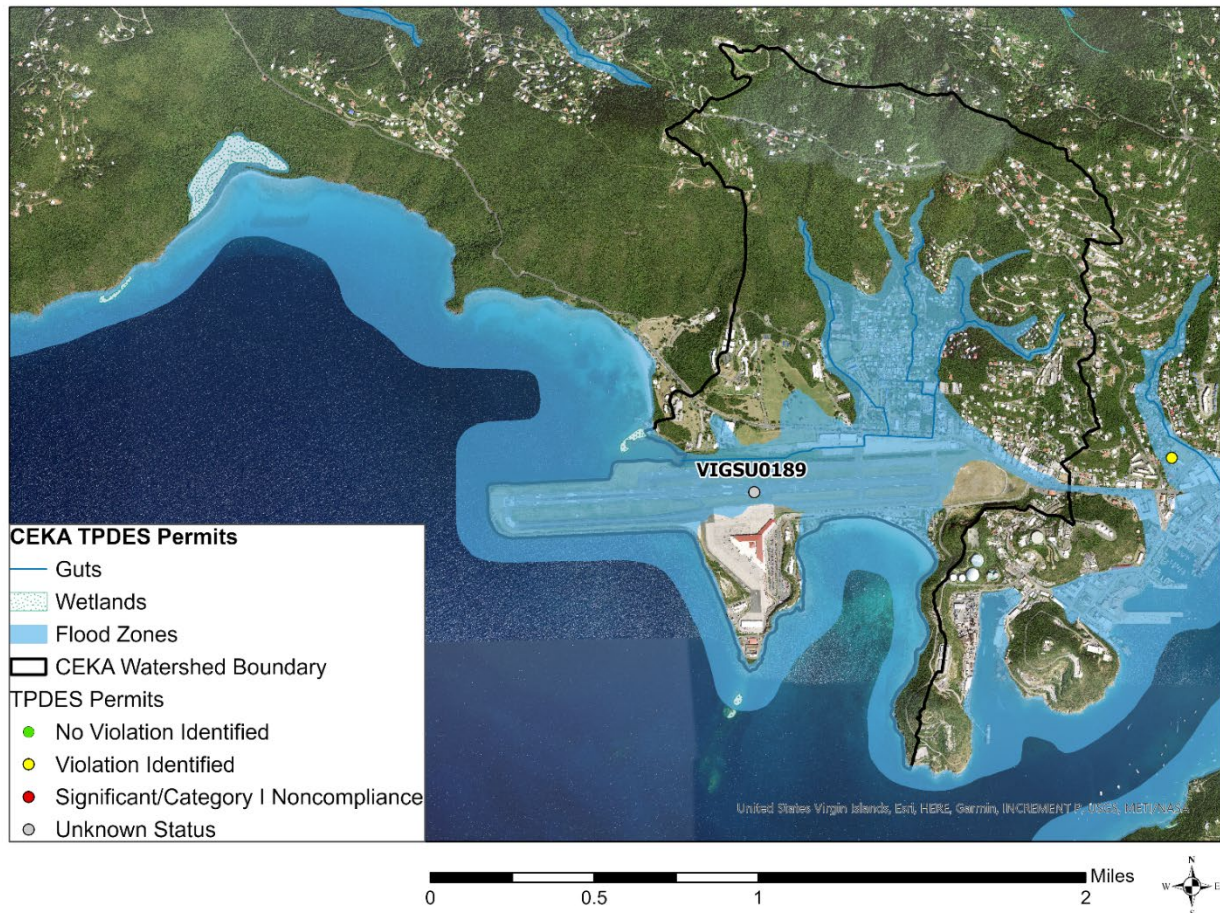 VIGSU0189
CEKA TPDES Permits
Guts
Wetlands
Flood Zones
CEKA Watershed Boundary
TPDES Permits
No Violation Identified
Violation Identified
Significant/Category I Noncompliance
Unknown Status
United States Virgin Islands, Esri, HERE, Garmin, INCREMENT P, USGS, METI/NASA
Miles
0 0.5 1 2
N
W E
S